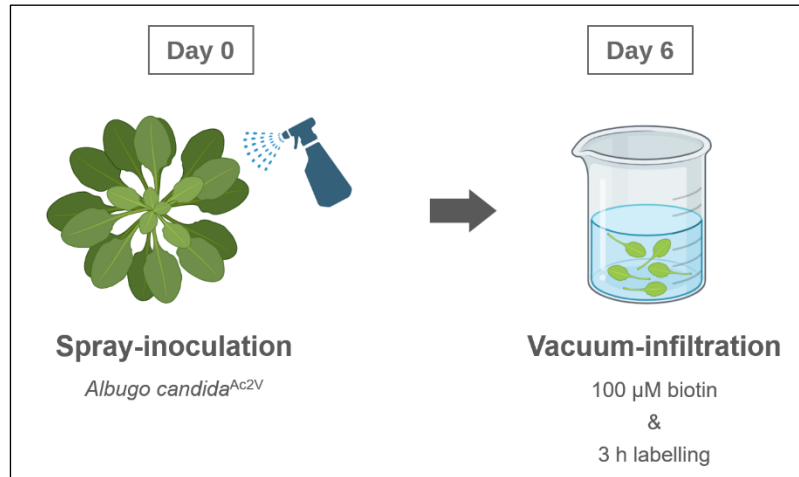 Day 0
Day 6
Spray-inoculation
Albugo candidaAc2V
Vacuum-infiltration
100 µM biotin
&
3 h labelling